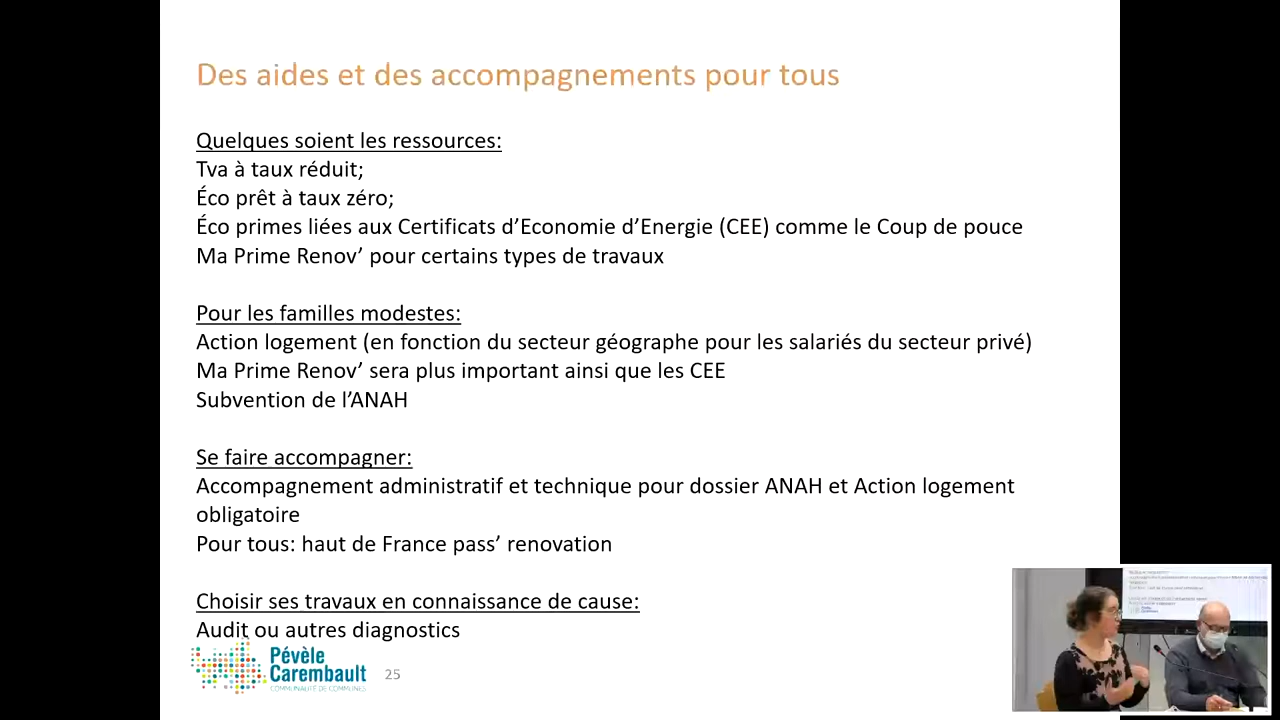 Des aides et des accompagnements pour tous
Quelques soient les ressources:
Tva à taux réduit;
Éco prêt à taux zéro;
Éco primes liées aux Certificats d’Economie d’Energie (CEE) comme le Coup de pouce
Ma Prime Renov’ pour certains types de travaux
Pour les familles modestes:
Action logement (en fonction du secteur géographe pour les salariés du secteur privé)
Ma Prime Renov’ sera plus important ainsi que les CEE
Subvention de l’ANAH
Se faire accompagner:
Accompagnement administratif et technique pour dossier ANAH et Action logement
obligatoire
Pour tous: haut de France pass’ renovation
Choisir ses travaux en connaissance de cause:
Audit ou autres diagnostics
Pévèle
Carembault
COMMUNAUTÉ DE COMMUNES
25